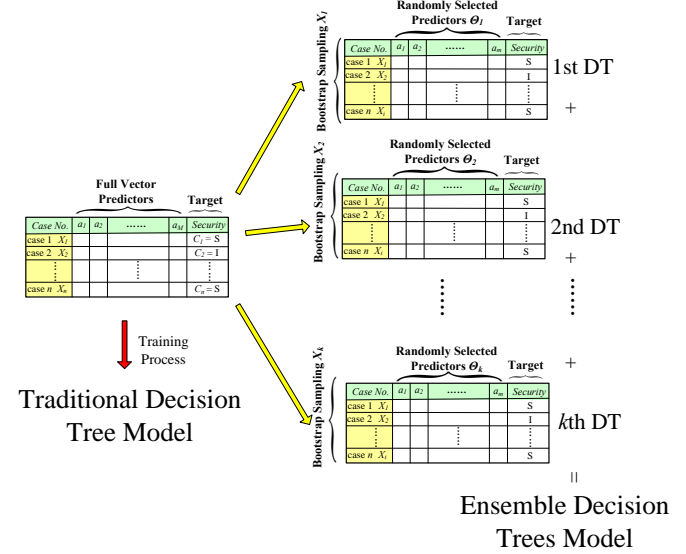 Randomly Selected
Predictors Θ1 Target
Bootstrap Sampling X1
Case No. a1 a2 ...... am Security
case 1 X1 S
case 2 X2 I
case n Xi S
1st DT
+
Randomly Selected
Predictors Θ2 Target
Bootstrap Sampling X2
Case No. a1 a2 ...... am Security
case 1 X1 S
case 2 X2 I
case n Xi S
2nd DT
+
Full Vector
Predictors Target
Case No. a1 a2 ...... aM Security
case 1 X1 C1 = S
case 2 X2 C2 = I
case n Xn Cn = S
Training
Process
Traditional Decision
Tree Model
+
Randomly Selected
Predictors Θk Target
Bootstrap Sampling Xk
Case No. a1 a2 ...... am Security
case 1 X1 S
case 2 X2 I
case n Xi S
kth DT
=
Ensemble Decision
Trees Model